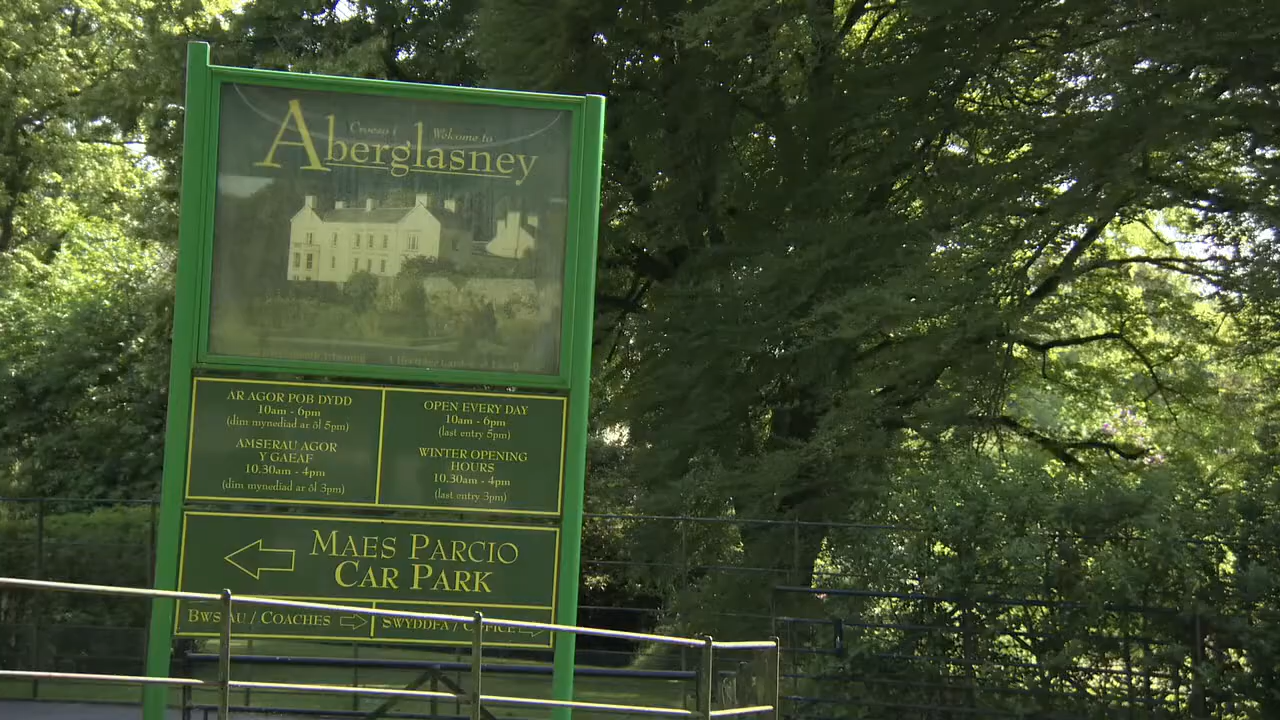 Croeso i Welcome to
Aberglasney
AR AGOR POB DYDD
10am - 6pm
(dim mynediad ar ôl 5pm)
AMSERAU AGOR
Y GAEAF
10.30am - 4pm
(dim mynediad ar ôl 3pm)
OPEN EVERY DAY
10am - 6pm
(last entry 5pm)
WINTER OPENING
HOURS
10.30am - 4pm
(last entry 3pm)
MAES PARCIO
CAR PARK
BWSIAU / COACHES
SWYDDFA / OFFICE